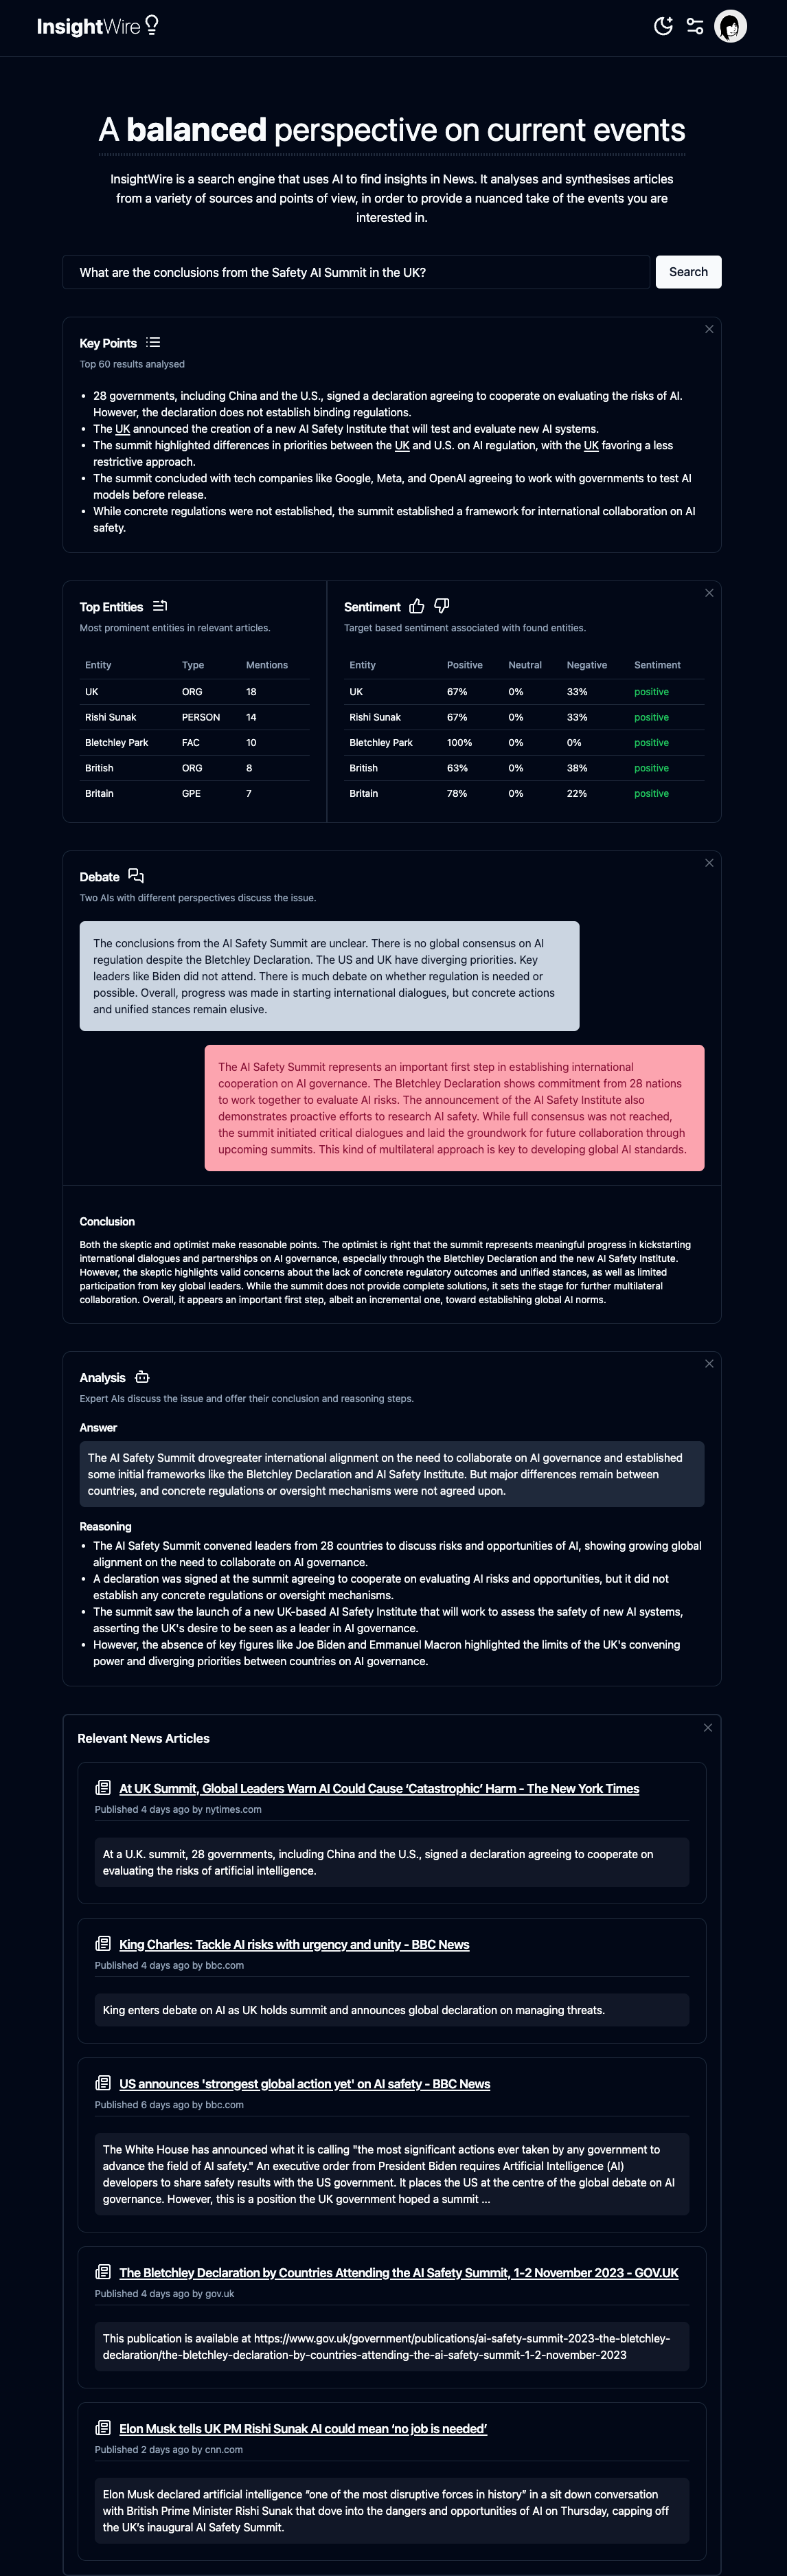 InsightWire
A balanced perspective on current events
InsightWire is a search engine that uses AI to find insights in News. It analyses and synthesises articles
from a variety of sources and points of view, in order to provide a nuanced take of the events you are
interested in.
What are the conclusions from the Safety AI Summit in the UK?
Search
Key Points
Top 60 results analysed
• 28 governments, including China and the U.S., signed a declaration agreeing to cooperate on evaluating the risks of AI.
However, the declaration does not establish binding regulations.
• The UK announced the creation of a new AI Safety Institute that will test and evaluate new AI systems.
• The summit highlighted differences in priorities between the UK and U.S. on AI regulation, with the UK favoring a less
restrictive approach.
• The summit concluded with tech companies like Google, Meta, and OpenAI agreeing to work with governments to test AI
models before release.
• While concrete regulations were not established, the summit established a framework for international collaboration on AI
safety.
Top Entities
Most prominent entities in relevant articles.
Entity Type Mentions
UK ORG 18
Rishi Sunak PERSON 14
Bletchley Park FAC 10
British ORG 8
Britain GPE 7
Sentiment
Target based sentiment associated with found entities.
Entity Positive Neutral Negative Sentiment
UK 67% 0% 33% positive
Rishi Sunak 67% 0% 33% positive
Bletchley Park 100% 0% 0% positive
British 63% 0% 38% positive
Britain 78% 0% 22% positive
Debate
Two AIs with different perspectives discuss the issue.
The conclusions from the AI Safety Summit are unclear. There is no global consensus on AI
regulation despite the Bletchley Declaration. The US and UK have diverging priorities. Key
leaders like Biden did not attend. There is much debate on whether regulation is needed or
possible. Overall, progress was made in starting international dialogues, but concrete actions
and unified stances remain elusive.
The AI Safety Summit represents an important first step in establishing international
cooperation on AI governance. The Bletchley Declaration shows commitment from 28 nations
to work together to evaluate AI risks. The announcement of the AI Safety Institute also
demonstrates proactive efforts to research AI safety. While full consensus was not reached,
the summit initiated critical dialogues and laid the groundwork for future collaboration through
upcoming summits. This kind of multilateral approach is key to developing global AI standards.
Conclusion
Both the skeptic and optimist make reasonable points. The optimist is right that the summit represents meaningful progress in kickstarting
international dialogues and partnerships on AI governance, especially through the Bletchley Declaration and the new AI Safety Institute.
However, the skeptic highlights valid concerns about the lack of concrete regulatory outcomes and unified stances, as well as limited
participation from key global leaders. While the summit does not provide complete solutions, it sets the stage for further multilateral
collaboration. Overall, it appears an important first step, albeit an incremental one, toward establishing global AI norms.
Analysis
Expert AIs discuss the issue and offer their conclusion and reasoning steps.
Answer
The AI Safety Summit drovegreater international alignment on the need to collaborate on AI governance and established
some initial frameworks like the Bletchley Declaration and AI Safety Institute. But major differences remain between
countries, and concrete regulations or oversight mechanisms were not agreed upon.
Reasoning
• The AI Safety Summit convened leaders from 28 countries to discuss risks and opportunities of AI, showing growing global
alignment on the need to collaborate on AI governance.
• A declaration was signed at the summit agreeing to cooperate on evaluating AI risks and opportunities, but it did not
establish any concrete regulations or oversight mechanisms.
• The summit saw the launch of a new UK-based AI Safety Institute that will work to assess the safety of new AI systems,
asserting the UK's desire to be seen as a leader in AI governance.
• However, the absence of key figures like Joe Biden and Emmanuel Macron highlighted the limits of the UK's convening
power and diverging priorities between countries on AI governance.
Relevant News Articles
At UK Summit, Global Leaders Warn AI Could Cause ‘Catastrophic’ Harm - The New York Times
Published 4 days ago by nytimes.com
At a U.K. summit, 28 governments, including China and the U.S., signed a declaration agreeing to cooperate on
evaluating the risks of artificial intelligence.
King Charles: Tackle AI risks with urgency and unity - BBC News
Published 4 days ago by bbc.com
King enters debate on AI as UK holds summit and announces global declaration on managing threats.
US announces 'strongest global action yet' on AI safety - BBC News
Published 6 days ago by bbc.com
The White House has announced what it is calling "the most significant actions ever taken by any government to
advance the field of AI safety." An executive order from President Biden requires Artificial Intelligence (AI)
developers to share safety results with the US government. It places the US at the centre of the global debate on AI
governance. However, this is a position the UK government hoped a summit ...
The Bletchley Declaration by Countries Attending the AI Safety Summit, 1-2 November 2023 - GOV.UK
Published 4 days ago by gov.uk
This publication is available at https://www.gov.uk/government/publications/ai-safety-summit-2023-the-bletchley-
declaration/the-bletchley-declaration-by-countries-attending-the-ai-safety-summit-1-2-november-2023
Elon Musk tells UK PM Rishi Sunak AI could mean ‘no job is needed’
Published 2 days ago by cnn.com
Elon Musk declared artificial intelligence “one of the most disruptive forces in history” in a sit down conversation
with British Prime Minister Rishi Sunak that dove into the dangers and opportunities of AI on Thursday, capping off
the UK’s inaugural AI Safety Summit.